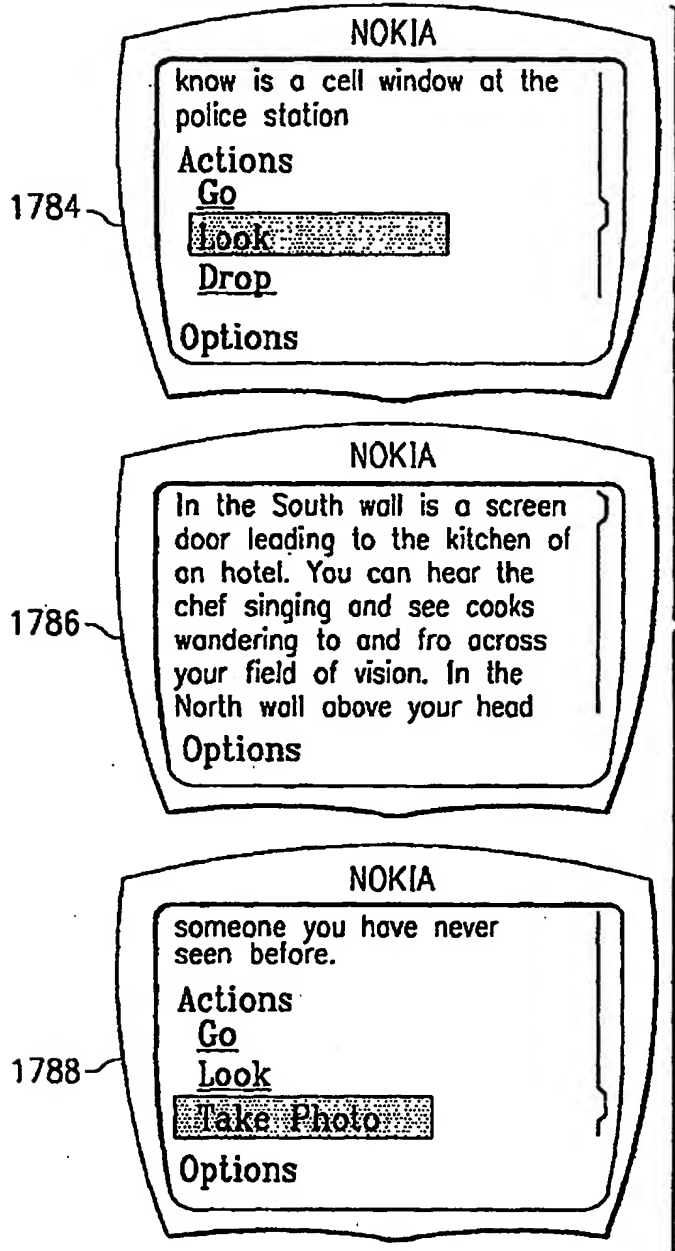 NOKIA
know is a cell window at the
police station
Actions
Go
1784
Look
Drop
Options
NOKIA
In the South wall is a screen
door leading to the kitchen of
an hotel. You can hear the
chef singing and see cooks
1786
wandering to and fro across
your field of vision. In the
North wall above your head
Options
NOKIA
someone you have never
seen before.
Actions
Go
1788
Look
Take Photo
Options